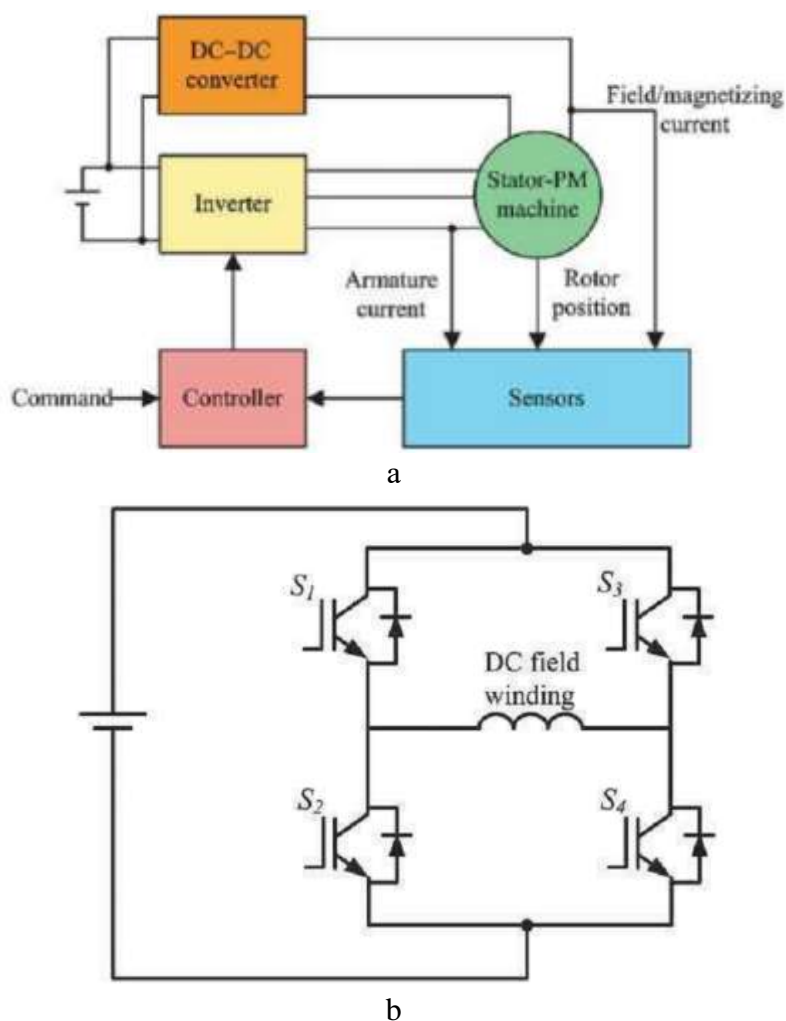 DC–DC
converter
Field/magnetizing
current
Stator-PM
machine
Inverter
Armature
current
Rotor
position
Command
Controller
Sensors
a
S1
S3
DC field
winding
S2
S4
b